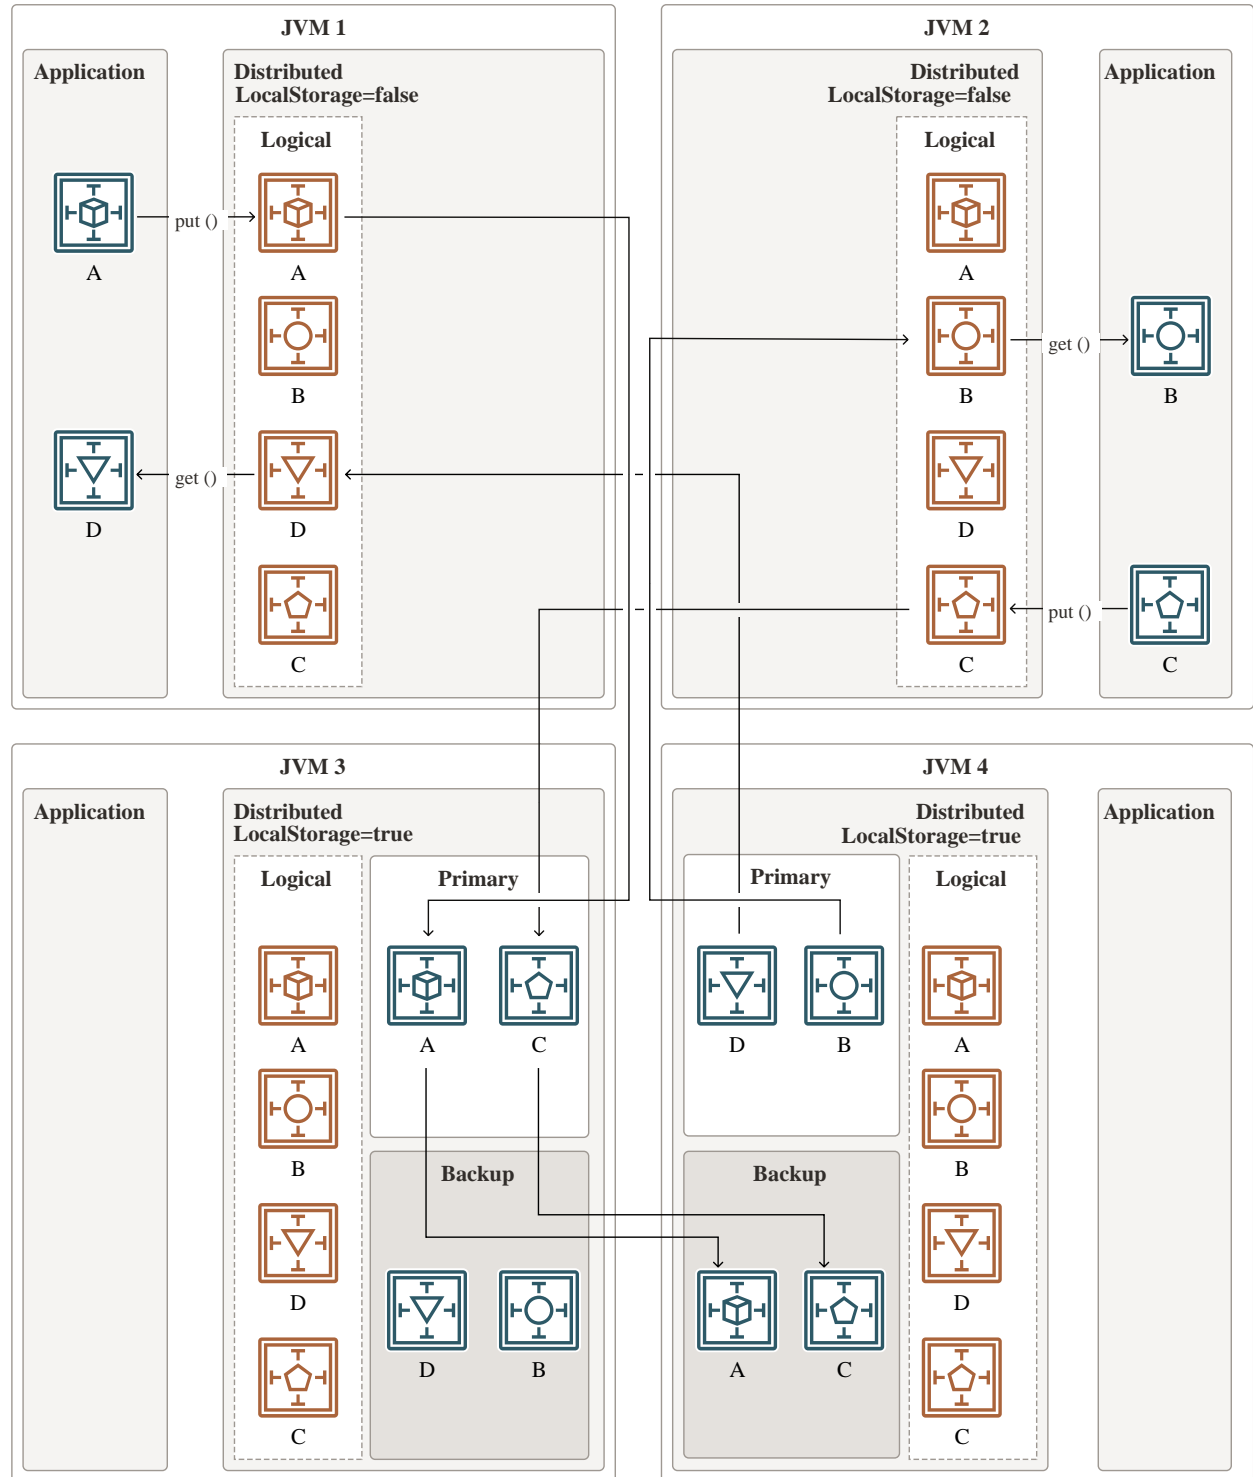 JVM 1
Application
Distributed
LocalStorage=false
Logical
put ()
A
A
B
get ()
D
D
C
JVM 2
Distributed
LocalStorage=false
Application
Logical
A
get ()
B
B
D
put ()
C
C
JVM 3
Application
Distributed
LocalStorage=true
Logical
Primary
A
A
C
B
Backup
D
D
B
C
JVM 4
Distributed
LocalStorage=true
Application
Primary
Logical
D
B
A
B
Backup
D
A
C
C